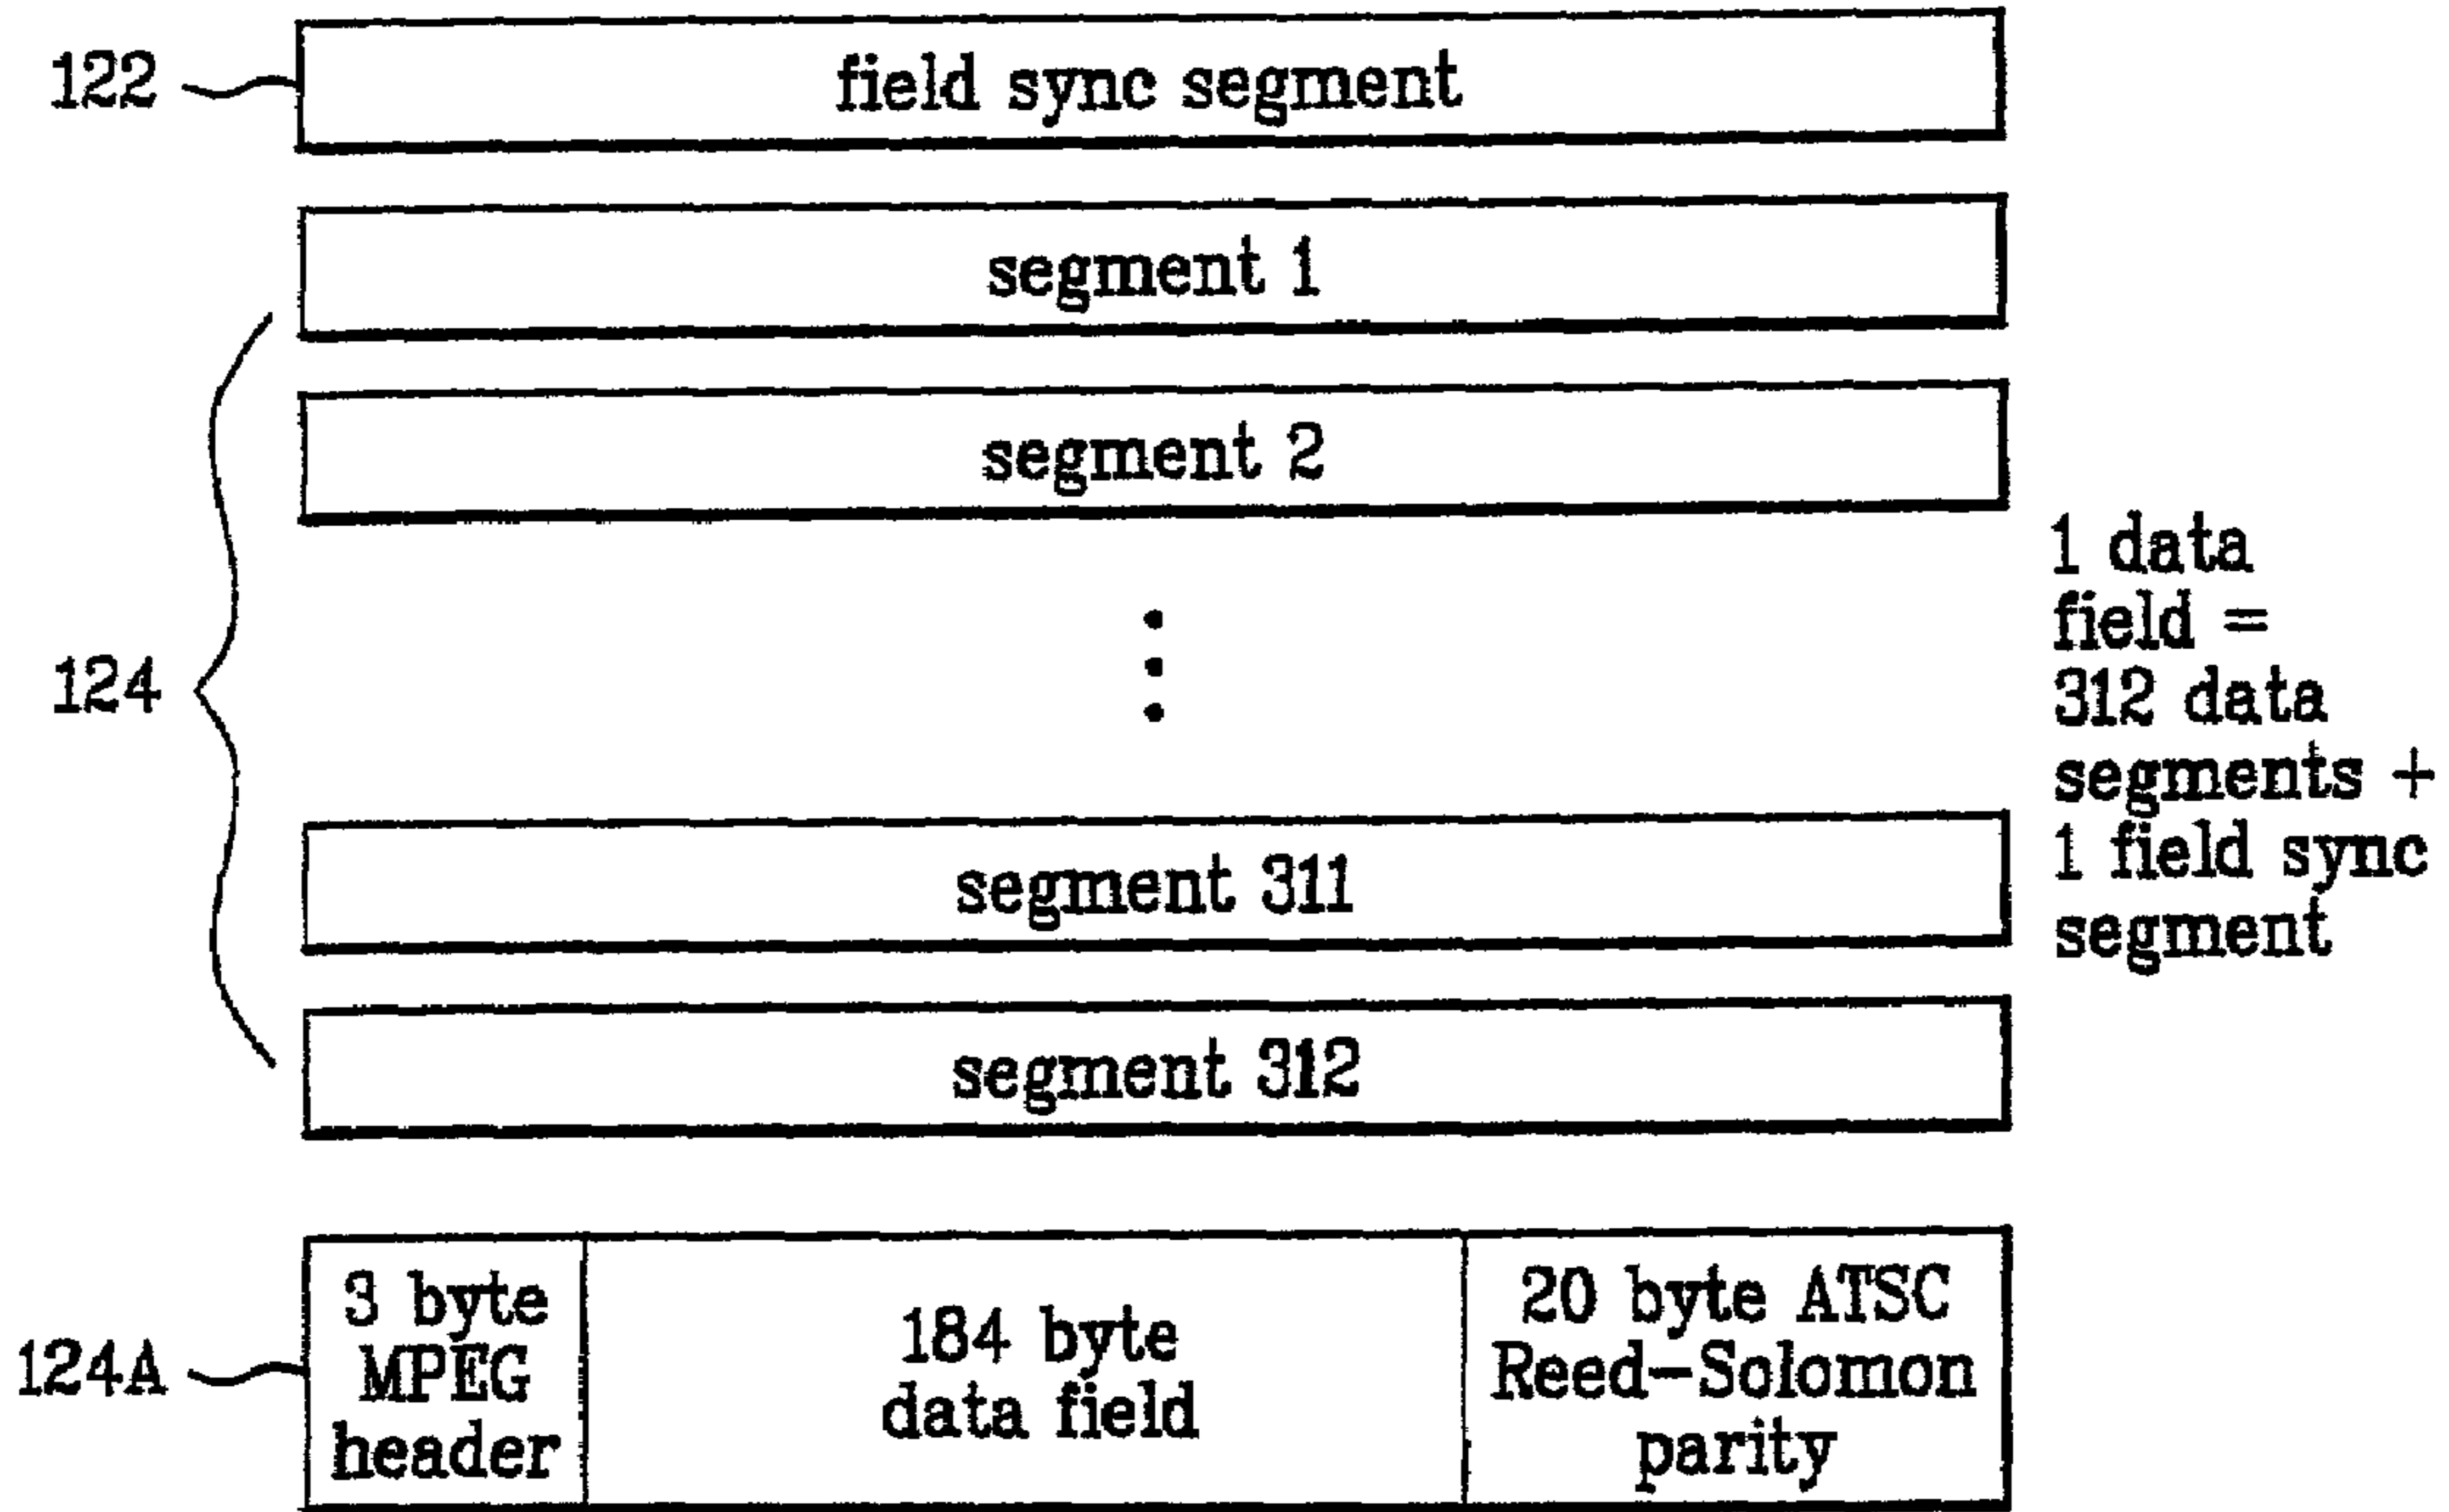 122
field sync segment
segment 1
segment 2
124
1 data
field =
312 data
segments +
1 field sync
segment
segment 311
segment 312
124A
3 byte
MPEG
header
184 byte
data field
20 byte ATSC
Reed-Solomon
parity